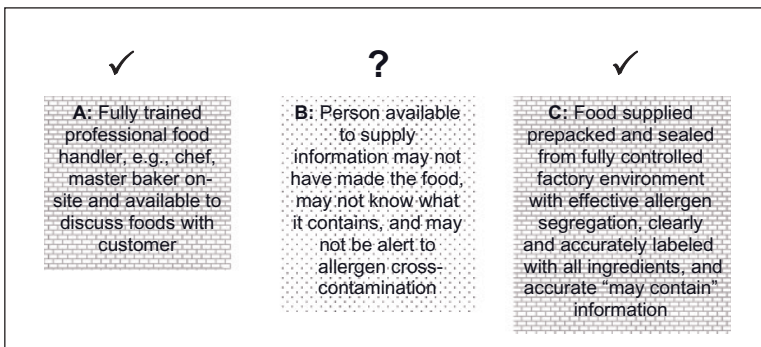 ✓
?
✓
A: Fully trained
professional food
handler, e.g., chef,
master baker on-
site and available to
discuss foods with
customer
B: Person available
to supply
information may not
have made the food,
may not know what
it contains, and may
not be alert to
allergen cross-
contamination
C: Food supplied
prepacked and sealed
from fully controlled
factory environment
with effective allergen
segregation, clearly
and accurately labeled
with all ingredients, and
accurate “may contain”
information